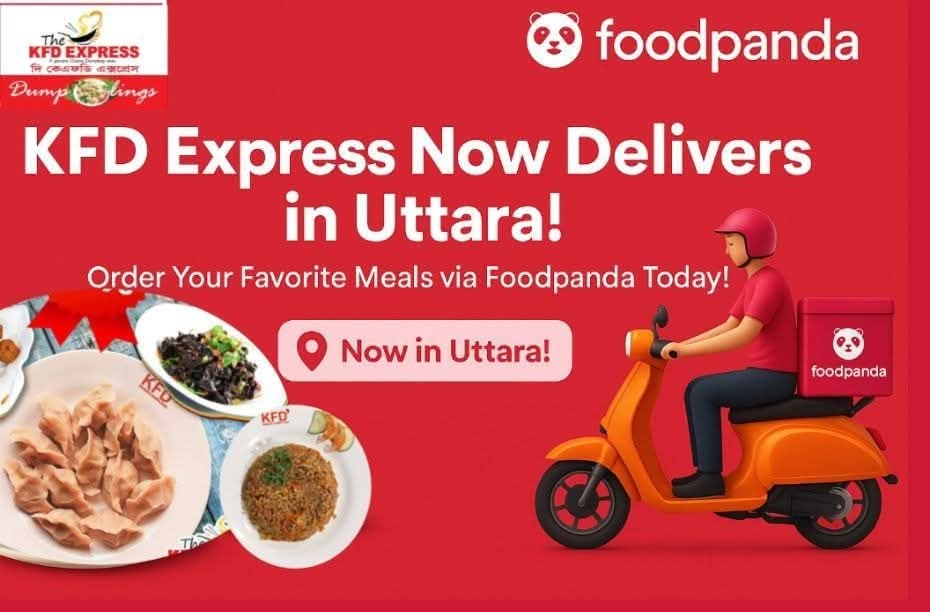 The
KFD EXPRESS
দি কেএফডি এক্সপ্রেস
Dumplings
foodpanda
KFD Express Now Delivers
in Uttara!
Order Your Favorite Meals via Foodpanda Today!
Now in Uttara!
foodpanda
KFD
KFD
The